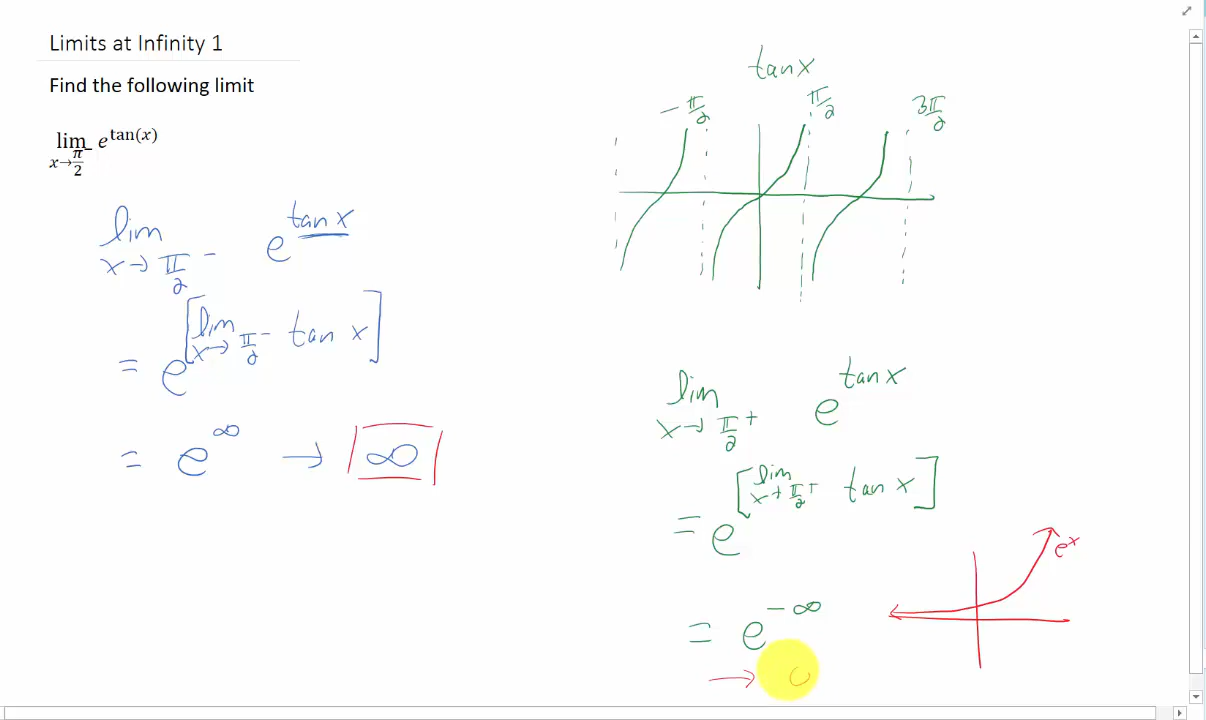 Limits at Infinity 1
Find the following limit
lim x→π/2⁻ e^tan(x)
lim x→π/2⁻ e^tan x
= e^[lim x→π/2⁻ tan x]
= e^∞ → ∞
tan x
-π/2 π/2 3π/2
lim x→π/2⁺ e^tan x
= e^[lim x→π/2⁺ tan x]
= e^-∞
→ 0
e^x